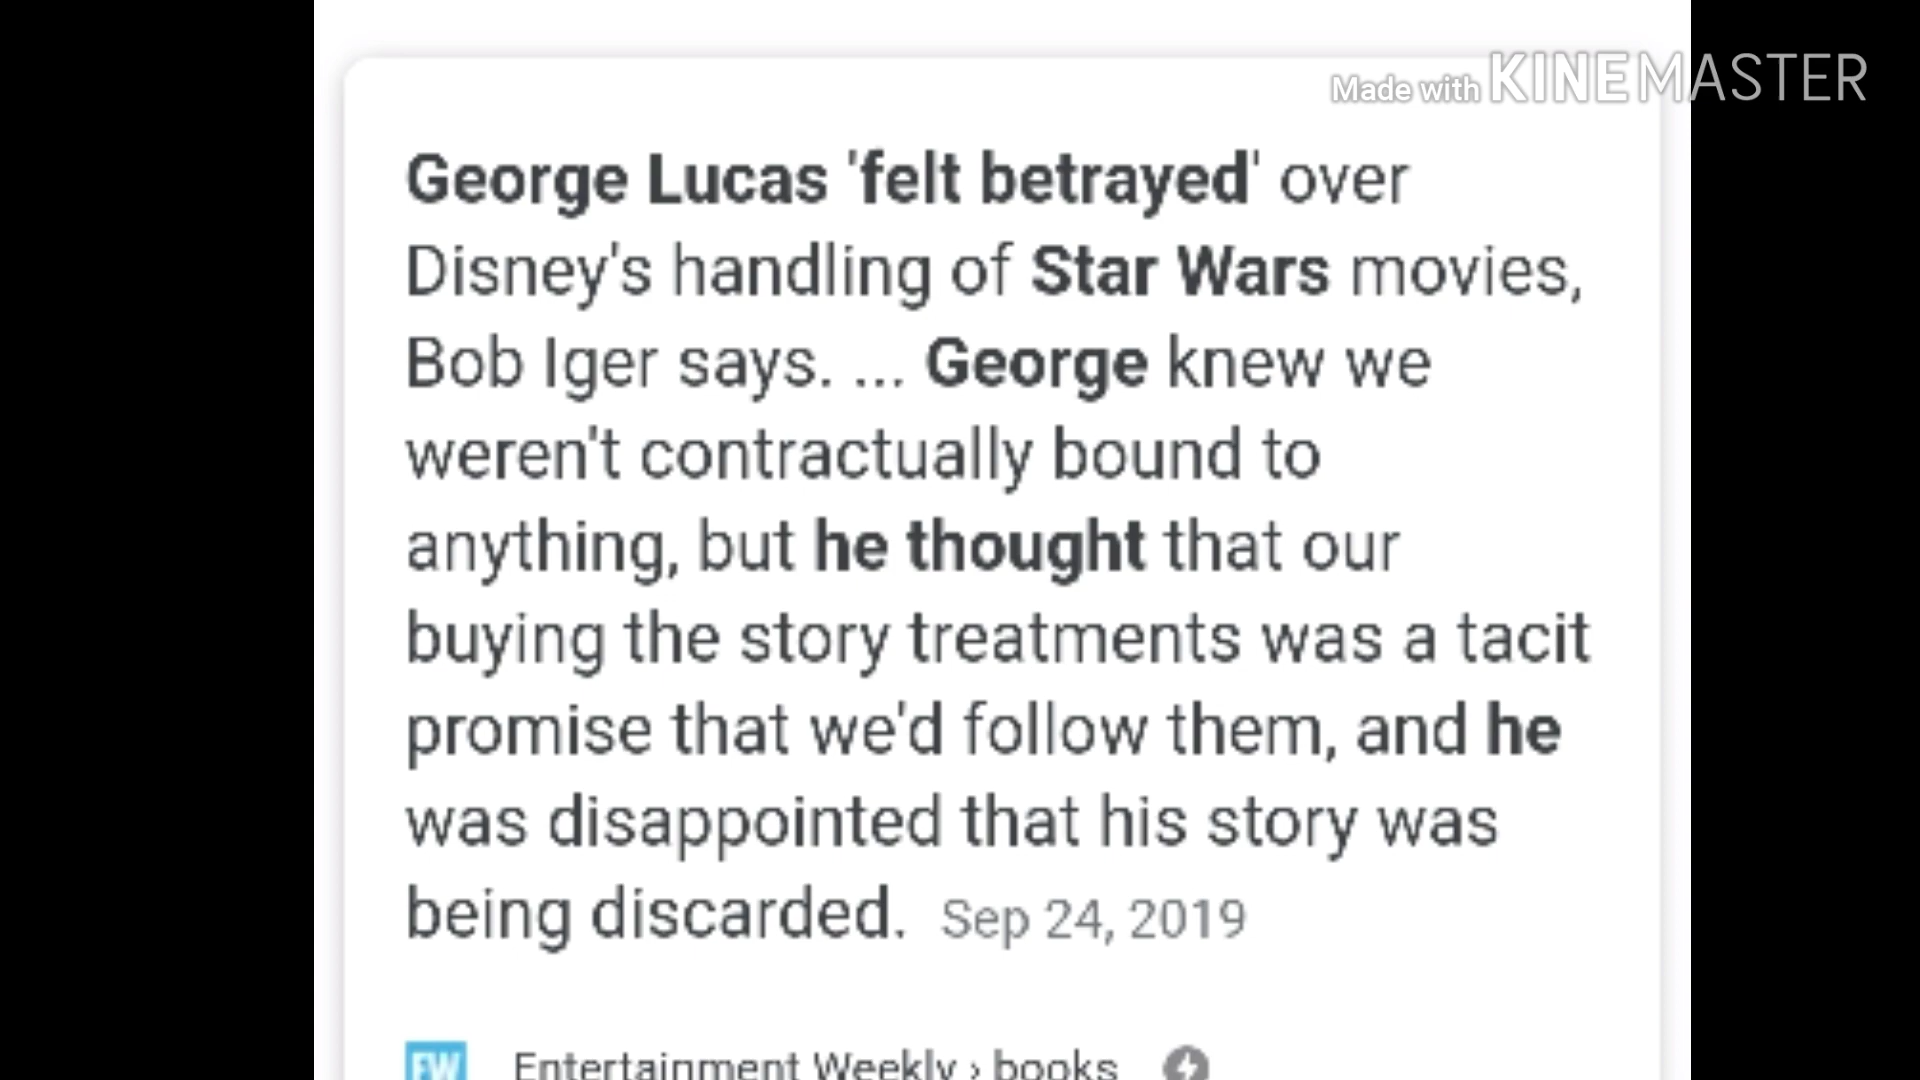 Made with KINEMASTER
George Lucas 'felt betrayed' over
Disney's handling of Star Wars movies,
Bob Iger says. ... George knew we
weren't contractually bound to
anything, but he thought that our
buying the story treatments was a tacit
promise that we'd follow them, and he
was disappointed that his story was
being discarded. Sep 24, 2019
EW Entertainment Weekly › books